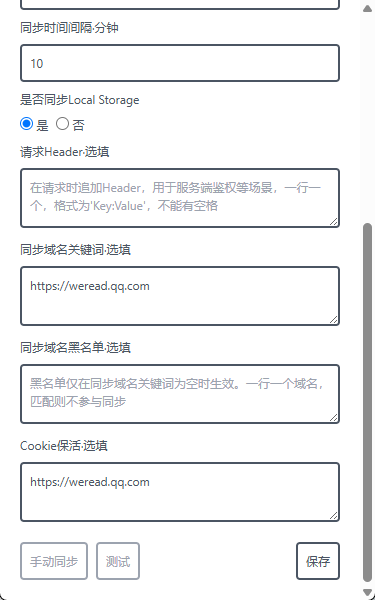 同步时间间隔·分钟
10
是否同步Local Storage
是 否
请求Header·选填
在请求时追加Header，用于服务端鉴权等场景，一行一
个，格式为'Key:Value'，不能有空格
同步域名关键词·选填
https://weread.qq.com
同步域名黑名单·选填
黑名单仅在同步域名关键词为空时生效。一行一个域名，
匹配则不参与同步
Cookie保活·选填
https://weread.qq.com
手动同步 测试 保存